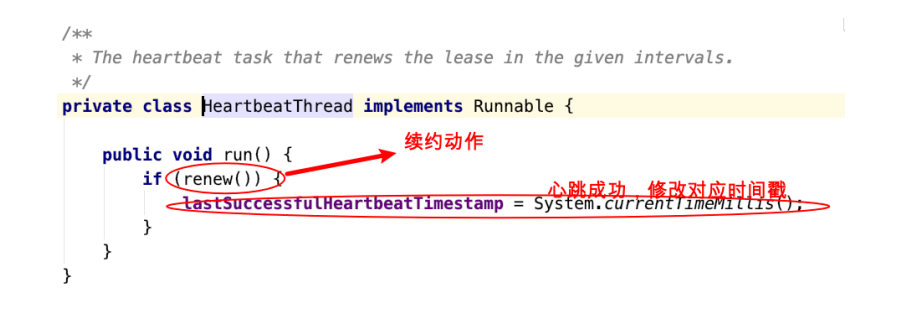 /**
* The heartbeat task that renews the lease in the given intervals.
*/
private class HeartbeatThread implements Runnable {
续约动作
public void run() {
if (renew()) {
心跳成功，修改对应时间戳
lastSuccessfulHeartbeatTimestamp = System.currentTimeMillis();
}
}
}